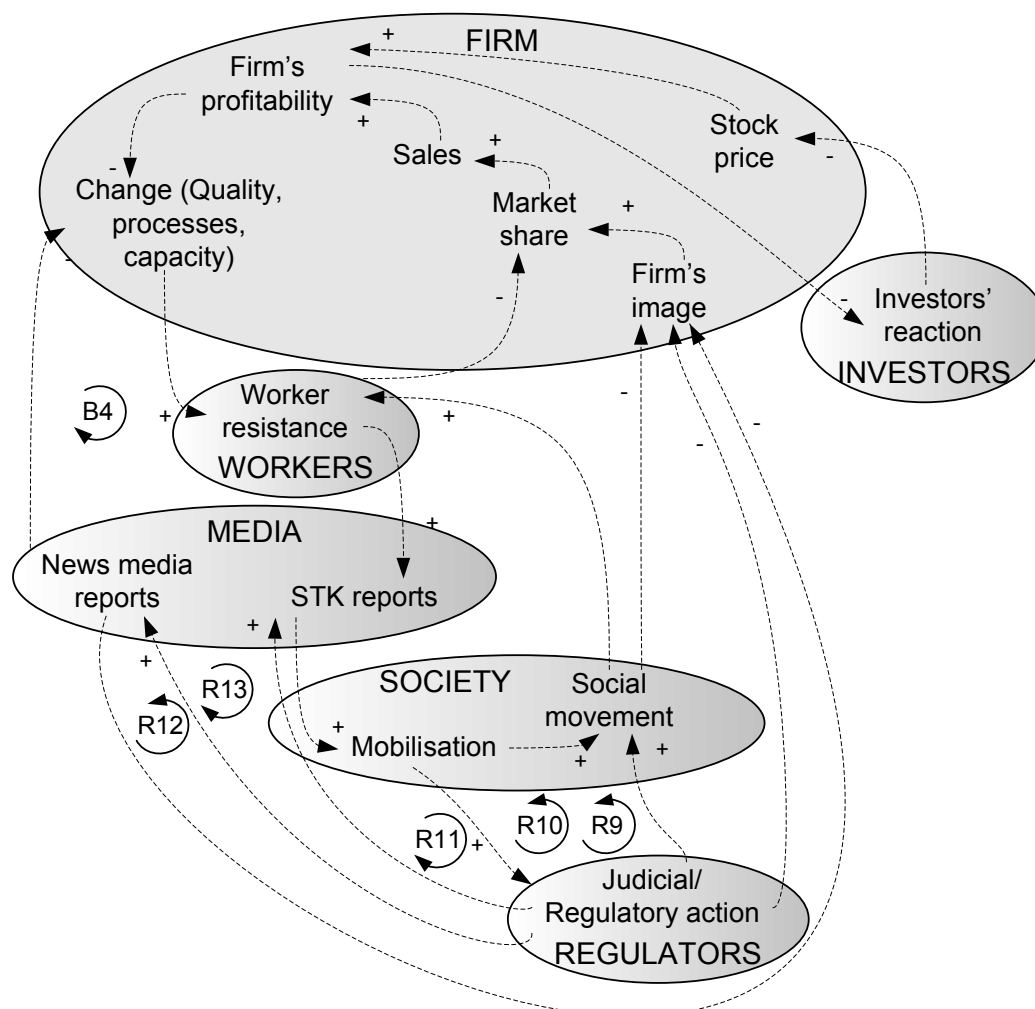 +
FIRM
Firm's
profitability
+
Stock
price
-
+
Sales
-
Change (Quality,
processes,
capacity)
Market
share
+
-
-
Firm's
image
-
Investors'
reaction
INVESTORS
B4
+
Worker
resistance
WORKERS
+
-
-
-
+
MEDIA
News media
reports
STK reports
+
+
R13
R12
SOCIETY
Social
movement
+
Mobilisation
+
+
R11
+
R10
R9
Judicial/
Regulatory action
REGULATORS